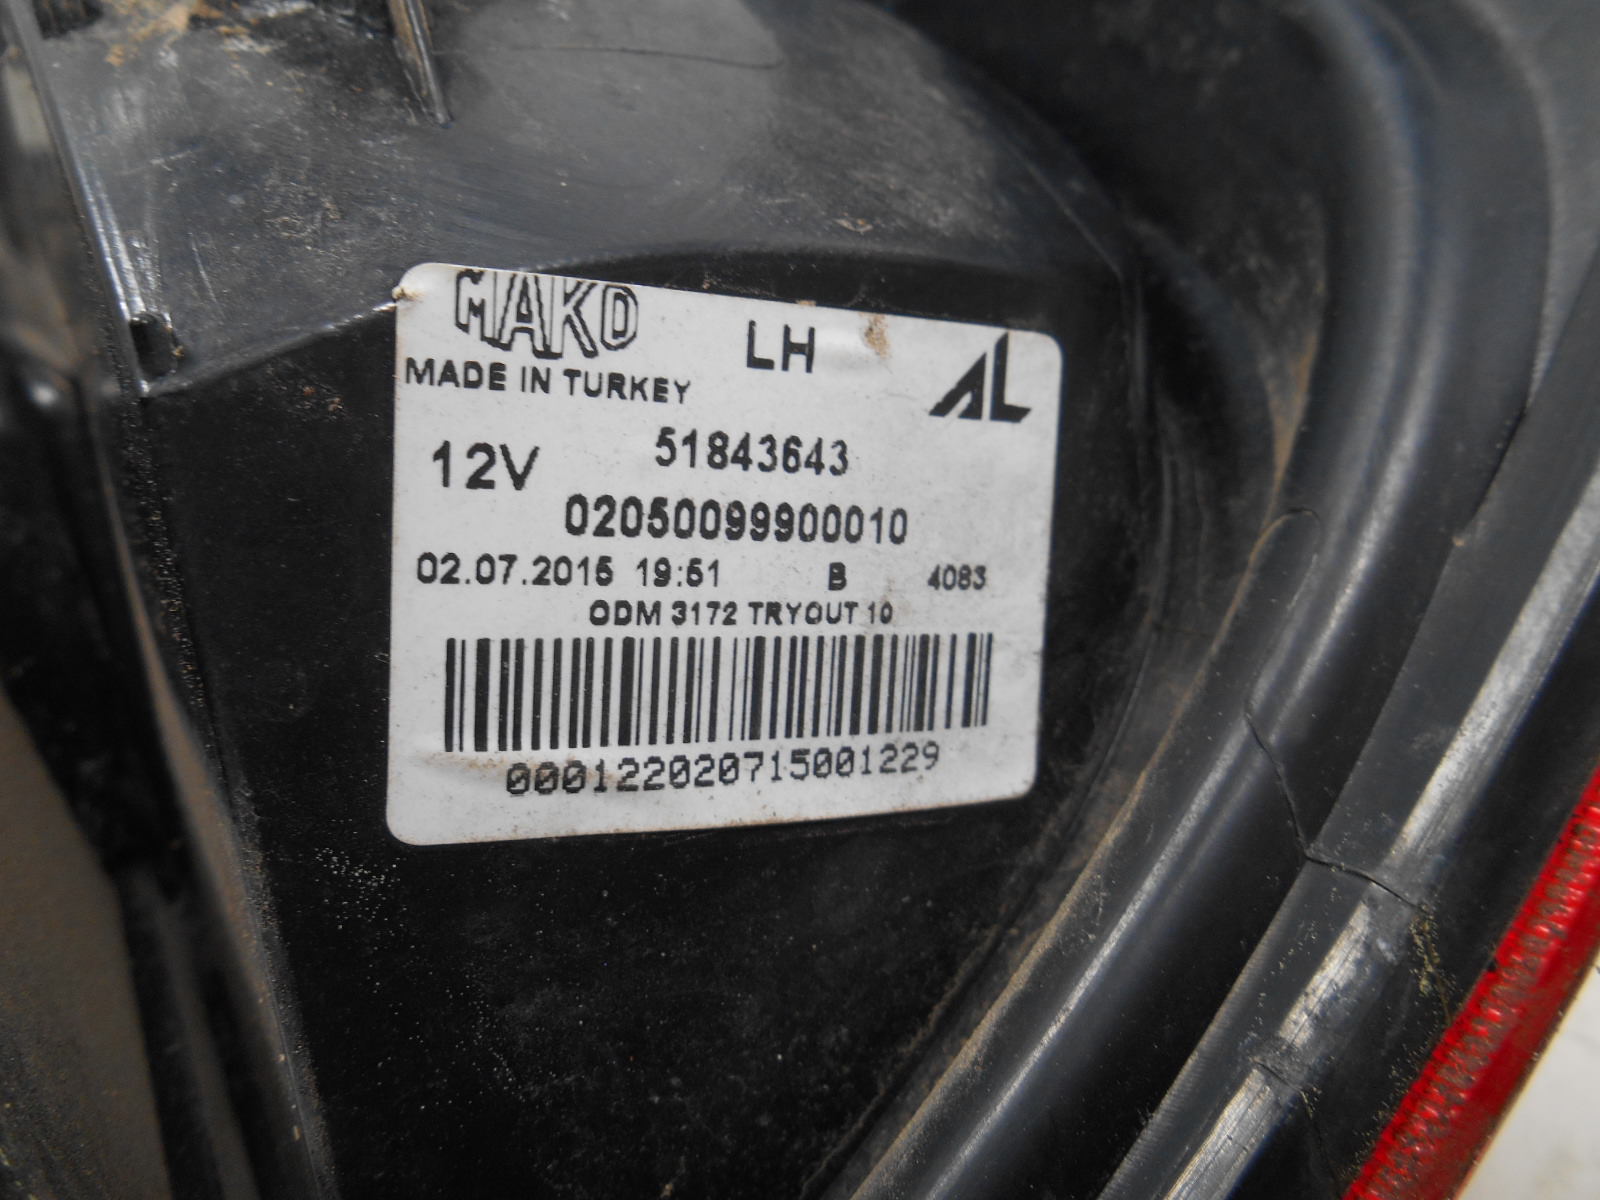 MAKO LH AL
MADE IN TURKEY
12V 51843643
02050099900010
02.07.2015 19:51 B 4083
ODM 3172 TRYOUT 10
000122020715001229